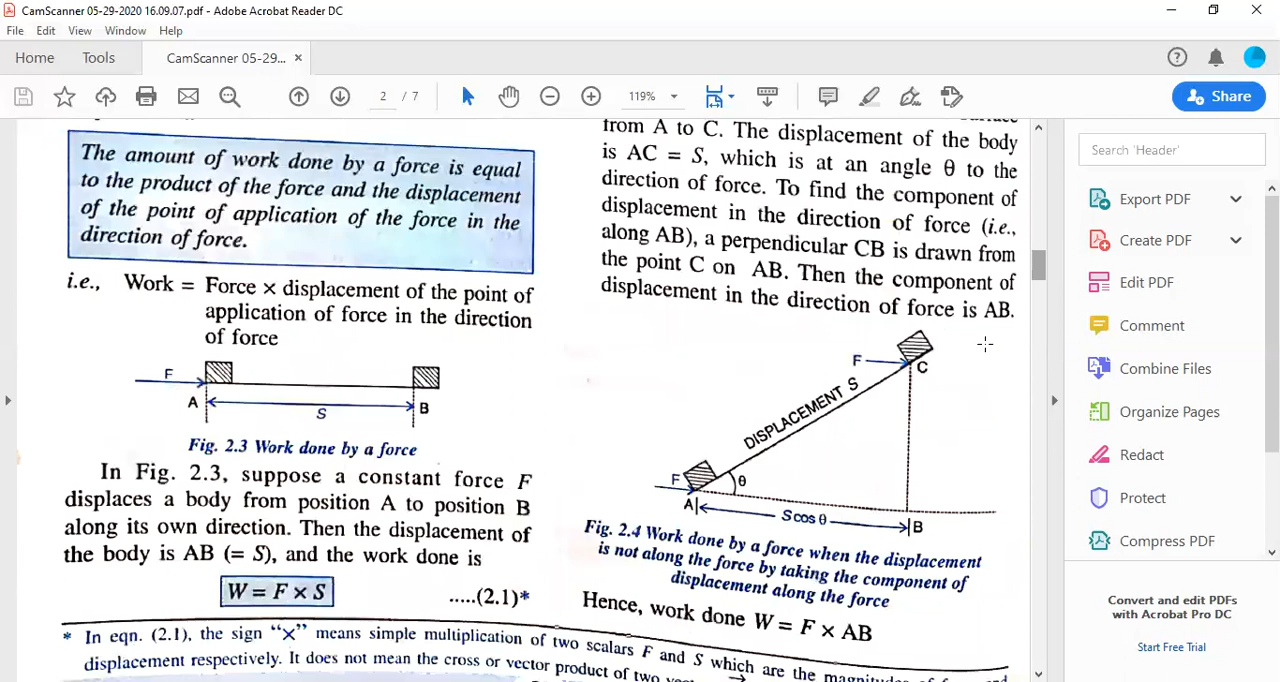 CamScanner 05-29-2020 16.09.07.pdf - Adobe Acrobat Reader DC
File Edit View Window Help
Home Tools CamScanner 05-29... ×
2 / 7 119% Share
The amount of work done by a force is equal
to the product of the force and the displacement
of the point of application of the force in the
direction of force.
i.e., Work = Force × displacement of the point of
application of force in the direction
of force
F
A S B
Fig. 2.3 Work done by a force
In Fig. 2.3, suppose a constant force F
displaces a body from position A to position B
along its own direction. Then the displacement of
the body is AB (= S), and the work done is
W = F × S .....(2.1)*
from A to C. The displacement of the body
is AC = S, which is at an angle θ to the
direction of force. To find the component of
displacement in the direction of force (i.e.,
along AB), a perpendicular CB is drawn from
the point C on AB. Then the component of
displacement in the direction of force is AB.
F C
DISPLACEMENT S
F θ
A S cos θ B
Fig. 2.4 Work done by a force when the displacement
is not along the force by taking the component of
displacement along the force
Hence, work done W = F × AB
* In eqn. (2.1), the sign "×" means simple multiplication of two scalars F and S which are the magnitudes of
displacement respectively. It does not mean the cross or vector product of two
Search 'Header'
Export PDF
Create PDF
Edit PDF
Comment
Combine Files
Organize Pages
Redact
Protect
Compress PDF
Convert and edit PDFs
with Acrobat Pro DC
Start Free Trial